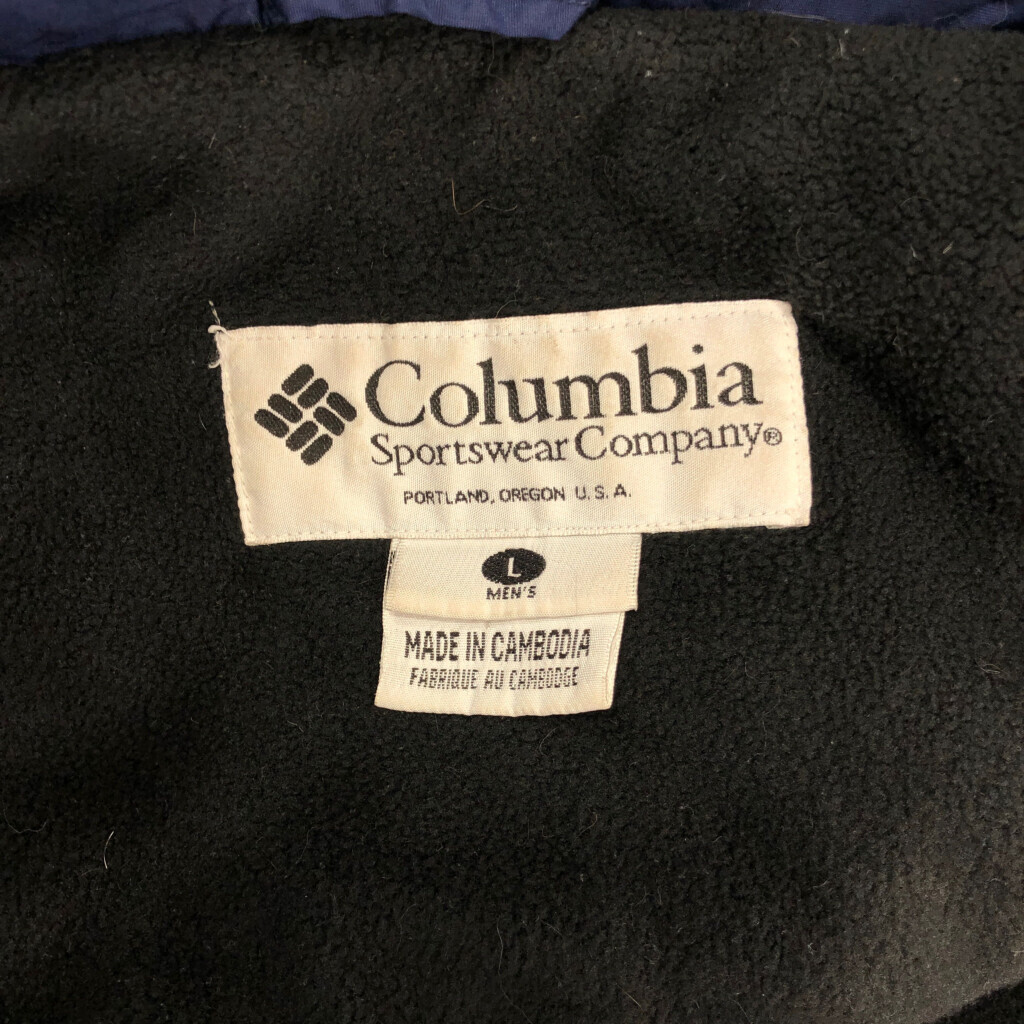 Columbia
Sportswear Company®
PORTLAND, OREGON U.S.A.
L
MEN'S
MADE IN CAMBODIA
FABRIQUE AU CAMBODGE